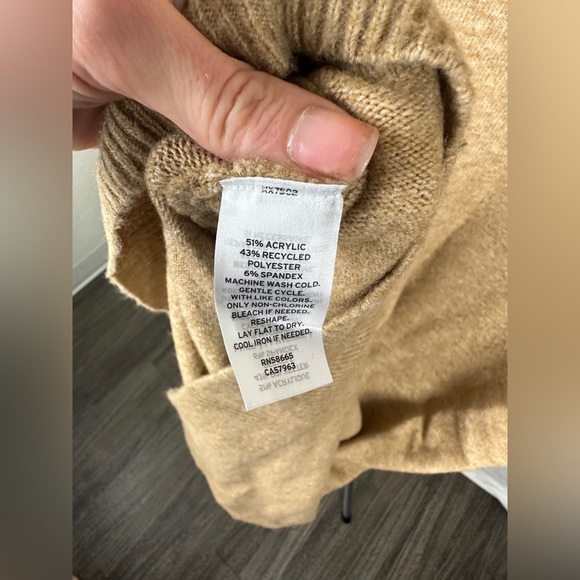 XX7502
51% ACRYLIC
43% RECYCLED
POLYESTER
6% SPANDEX
MACHINE WASH COLD.
GENTLE CYCLE.
WITH LIKE COLORS.
ONLY NON-CHLORINE
BLEACH IF NEEDED.
RESHAPE.
LAY FLAT TO DRY.
COOL IRON IF NEEDED.
RN58665
CA57963